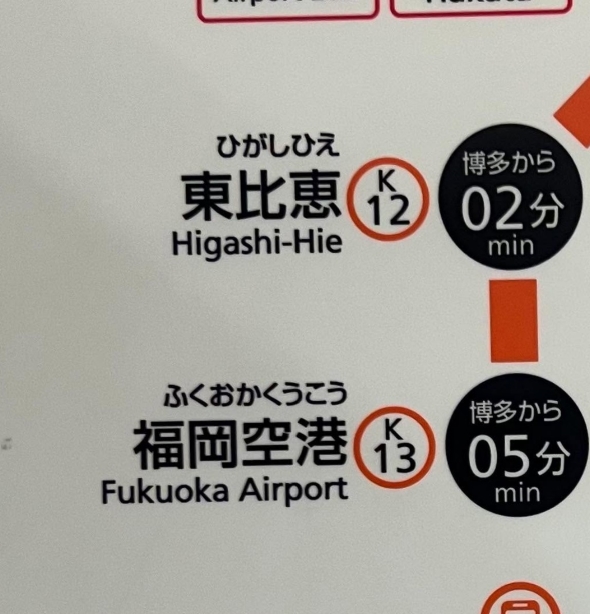 ひがしひえ
東比恵
Higashi-Hie
K
12
博多から
02分
min
ふくおかくうこう
福岡空港
Fukuoka Airport
K
13
博多から
05分
min